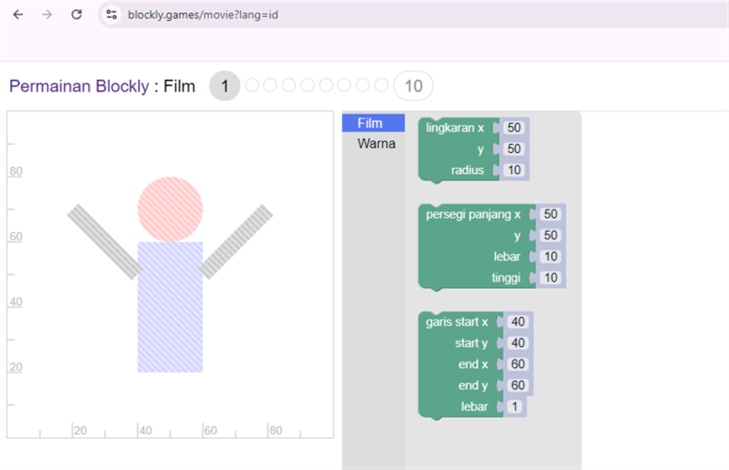 blockly.games/movie?lang=id
Permainan Blockly : Film 1 10
Film
Warna
lingkaran x 50
y 50
radius 10
persegi panjang x 50
y 50
lebar 10
tinggi 10
garis start x 40
start y 40
end x 60
end y 60
lebar 1
80
60
40
20
20 40 60 80